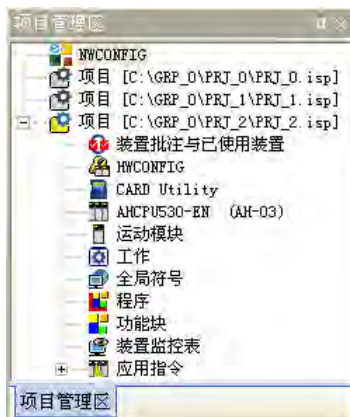 项目管理区
NWCONFIG
项目 [C:\GRP_0\PRJ_0\PRJ_0.isp]
项目 [C:\GRP_0\PRJ_1\PRJ_1.isp]
项目 [C:\GRP_0\PRJ_2\PRJ_2.isp]
装置批注与已使用装置
HWCONFIG
CARD Utility
AHCPU530-EN (AH-03)
运动模块
工作
全局符号
程序
功能块
装置监控表
应用指令
项目管理区